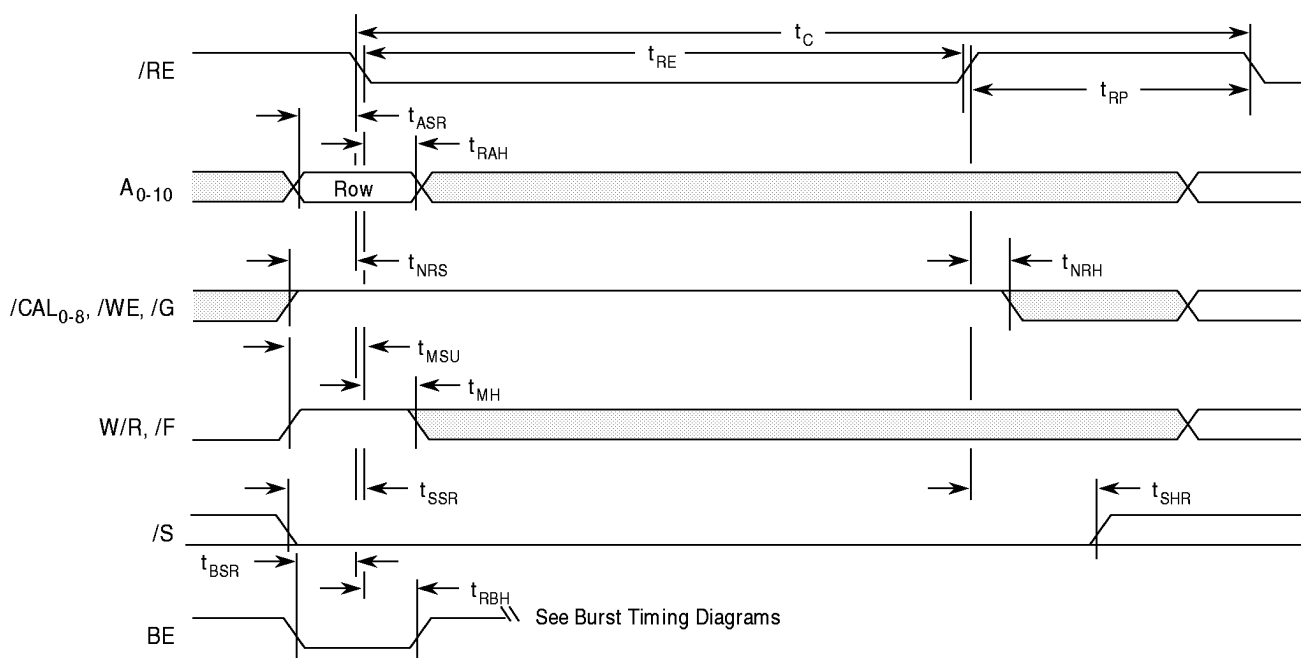 t_C
t_RE
/RE
t_RP
t_ASR
t_RAH
A_0-10
Row
t_NRS
t_NRH
/CAL_0-8, /WE, /G
t_MSU
t_MH
W/R, /F
t_SSR
t_SHR
/S
t_BSR
t_RBH
See Burst Timing Diagrams
BE